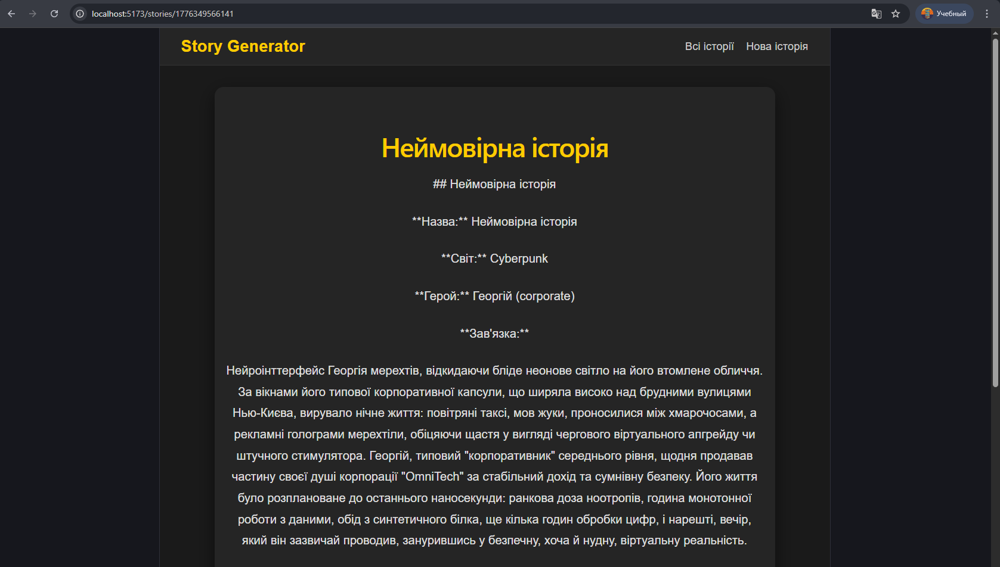 localhost:5173/stories/1776349566141
Учебный
Story Generator
Всі історії
Нова історія
Неймовірна історія
## Неймовірна історія
**Назва:** Неймовірна історія
**Світ:** Cyberpunk
**Герой:** Георгій (corporate)
**Зав'язка:**
Нейроінттерфейс Георгія мерехтів, відкидаючи бліде неонове світло на його втомлене обличчя.
За вікнами його типової корпоративної капсули, що ширяла високо над брудними вулицями
Нью-Києва, вирувало нічне життя: повітряні таксі, мов жуки, проносилися між хмарочосами, а
рекламні голограми мерехтіли, обіцяючи щастя у вигляді чергового віртуального апгрейду чи
штучного стимулятора. Георгій, типовий "корпоративник" середнього рівня, щодня продавав
частину своєї душі корпорації "OmniTech" за стабільний дохід та сумнівну безпеку. Його життя
було розплановане до останнього наносекунди: ранкова доза ноотропів, година монотонної
роботи з даними, обід з синтетичного білка, ще кілька годин обробки цифр, і нарешті, вечір,
який він зазвичай проводив, занурившись у безпечну, хоча й нудну, віртуальну реальність.